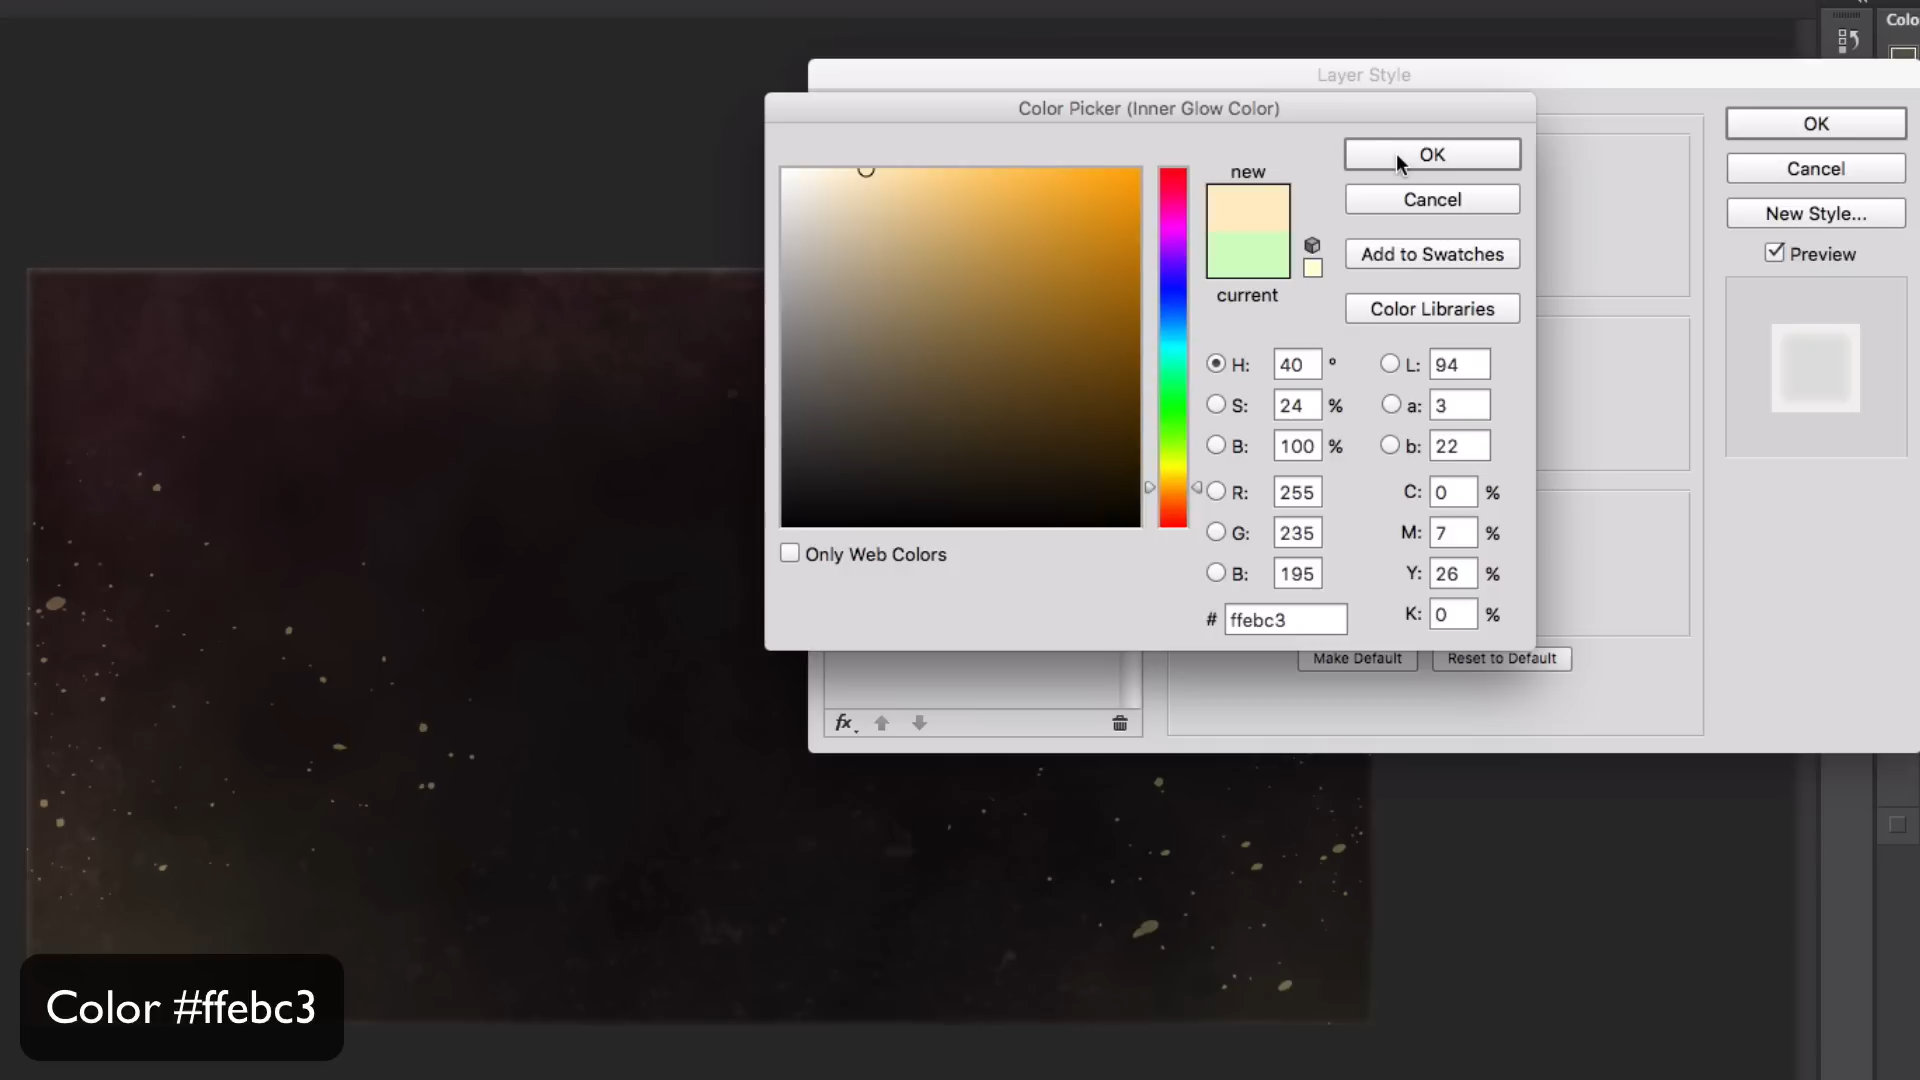 Colo
Layer Style
Color Picker (Inner Glow Color)
OK
Cancel
New Style...
Preview
new
current
OK
Cancel
Add to Swatches
Color Libraries
H: 40 ° L: 94
S: 24 % a: 3
B: 100 % b: 22
R: 255 C: 0 %
G: 235 M: 7 %
B: 195 Y: 26 %
# ffebc3 K: 0 %
Only Web Colors
Make Default Reset to Default
fx
Color #ffebc3